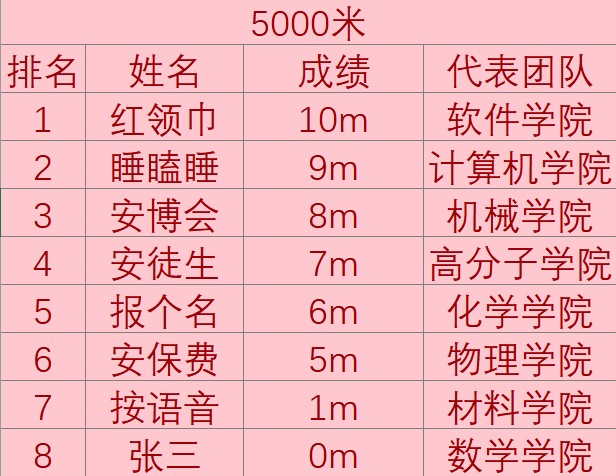 5000米
排名 姓名 成绩 代表团队
1 红领巾 10m 软件学院
2 睡瞌睡 9m 计算机学院
3 安博会 8m 机械学院
4 安徒生 7m 高分子学院
5 报个名 6m 化学学院
6 安保费 5m 物理学院
7 按语音 1m 材料学院
8 张三 0m 数学学院